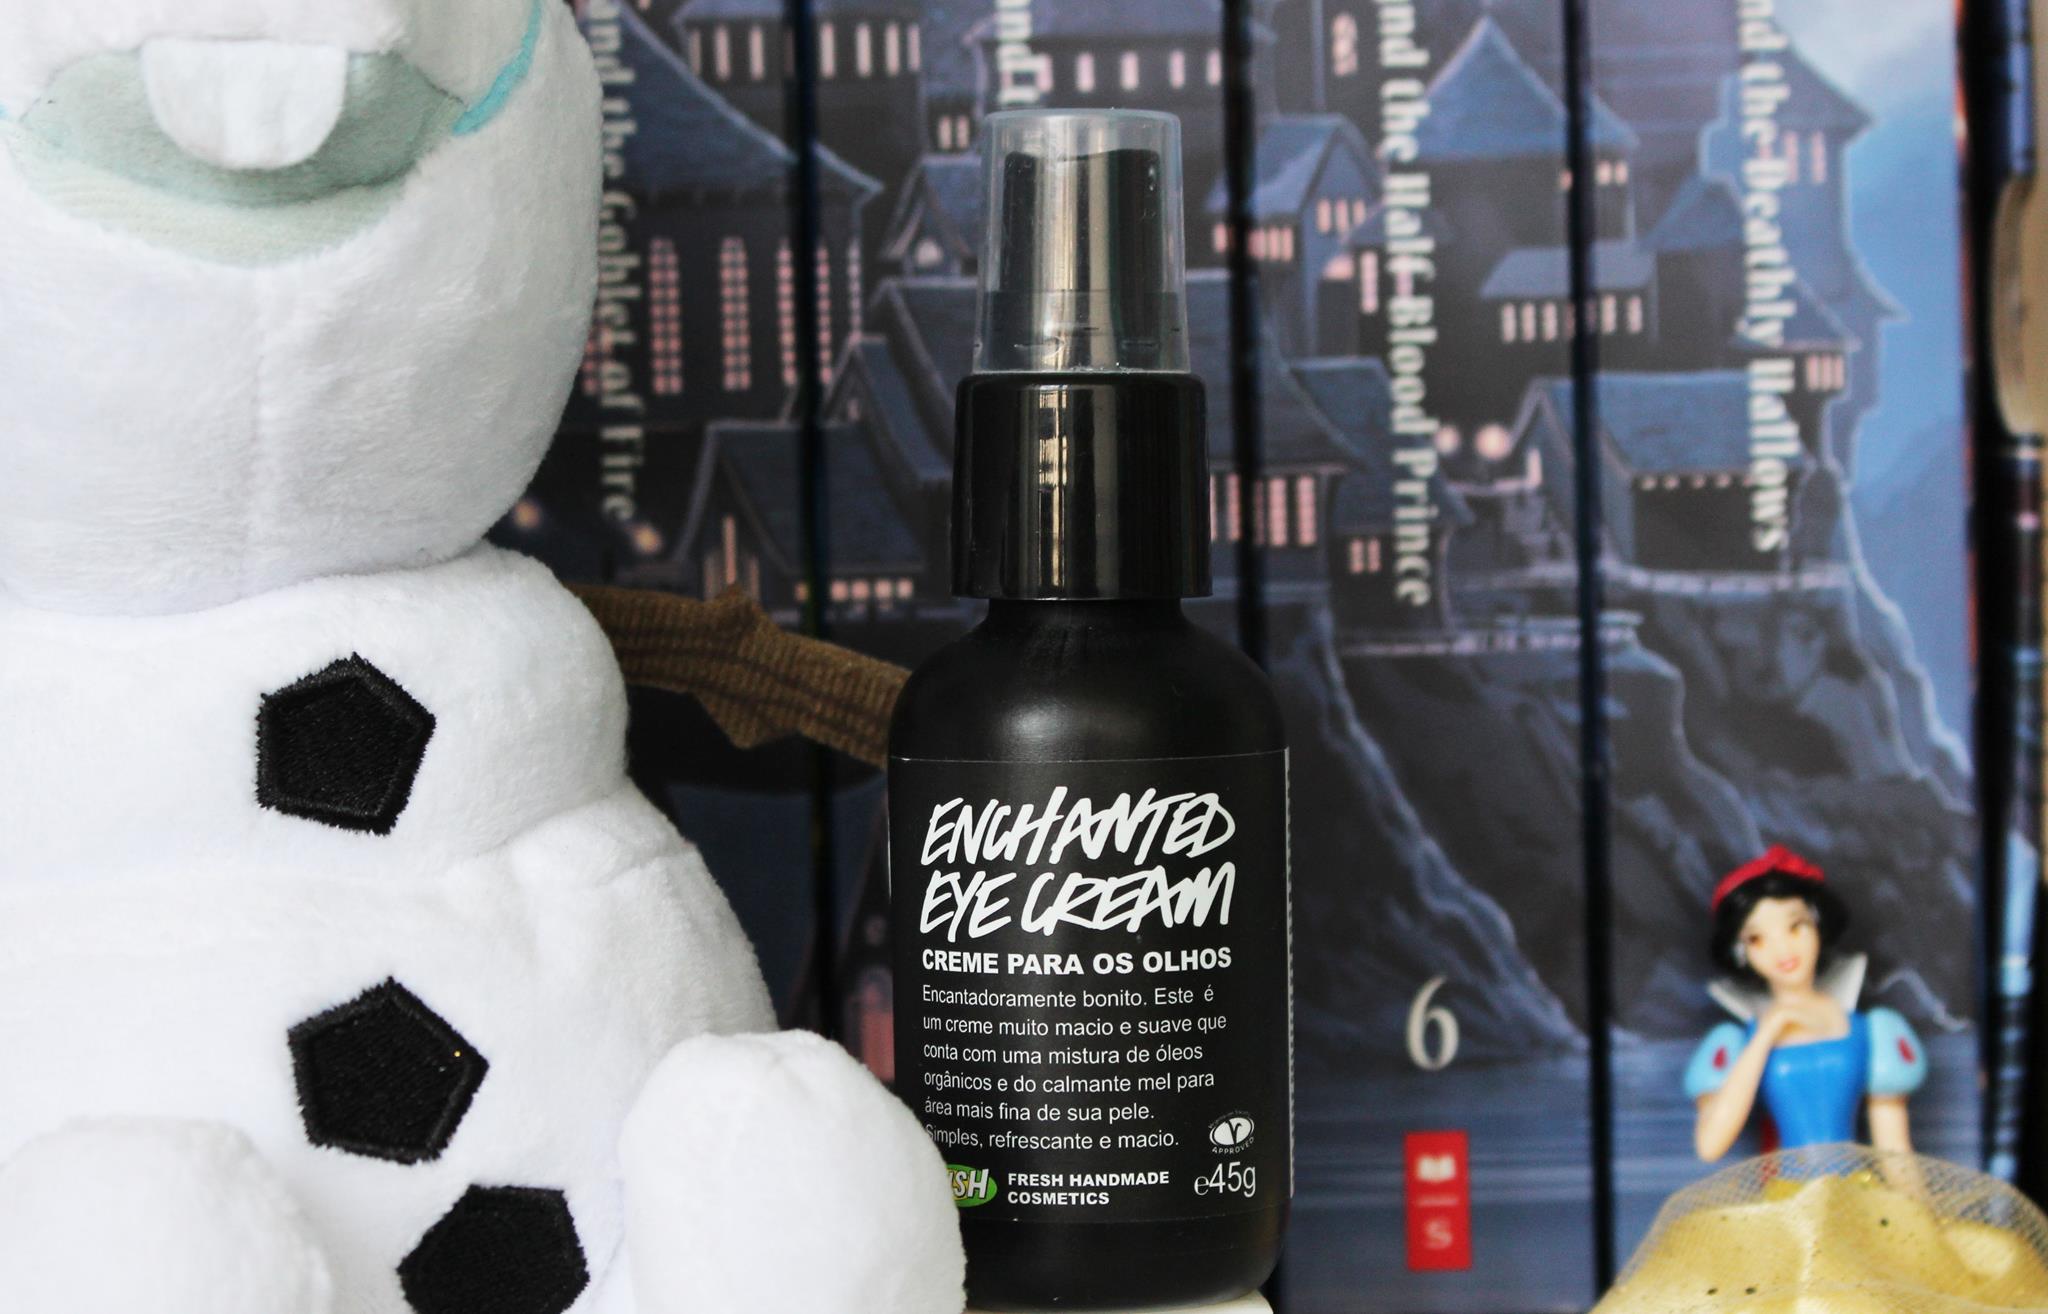 and the Goblet of Fire
and the Half-Blood Prince
and the Deathly Hallows
6
S
ENCHANTED
EYE CREAM
CREME PARA OS OLHOS
Encantadoramente bonito. Este é
um creme muito macio e suave que
conta com uma mistura de óleos
orgânicos e do calmante mel para
área mais fina de sua pele.
Simples, refrescante e macio.
APPROVED
FRESH HANDMADE
COSMETICS
e45g